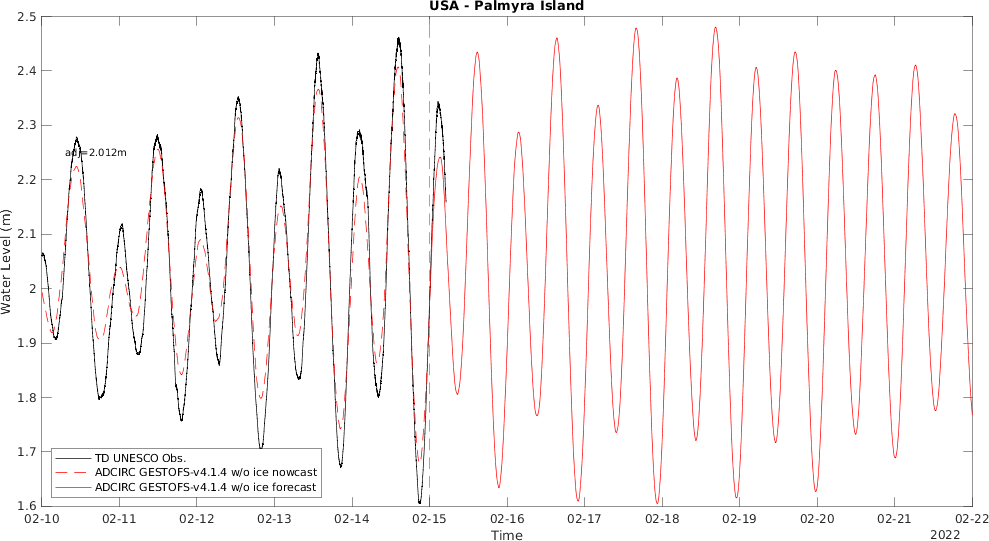 USA - Palmyra Island
2.5
2.4
2.3
2.2
2.1
2
1.9
1.8
1.7
1.6
Water Level (m)
adj=2.012m
TD UNESCO Obs.
ADCIRC GESTOFS-v4.1.4 w/o ice nowcast
ADCIRC GESTOFS-v4.1.4 w/o ice forecast
02-10 02-11 02-12 02-13 02-14 02-15 02-16 02-17 02-18 02-19 02-20 02-21 02-22
Time
2022